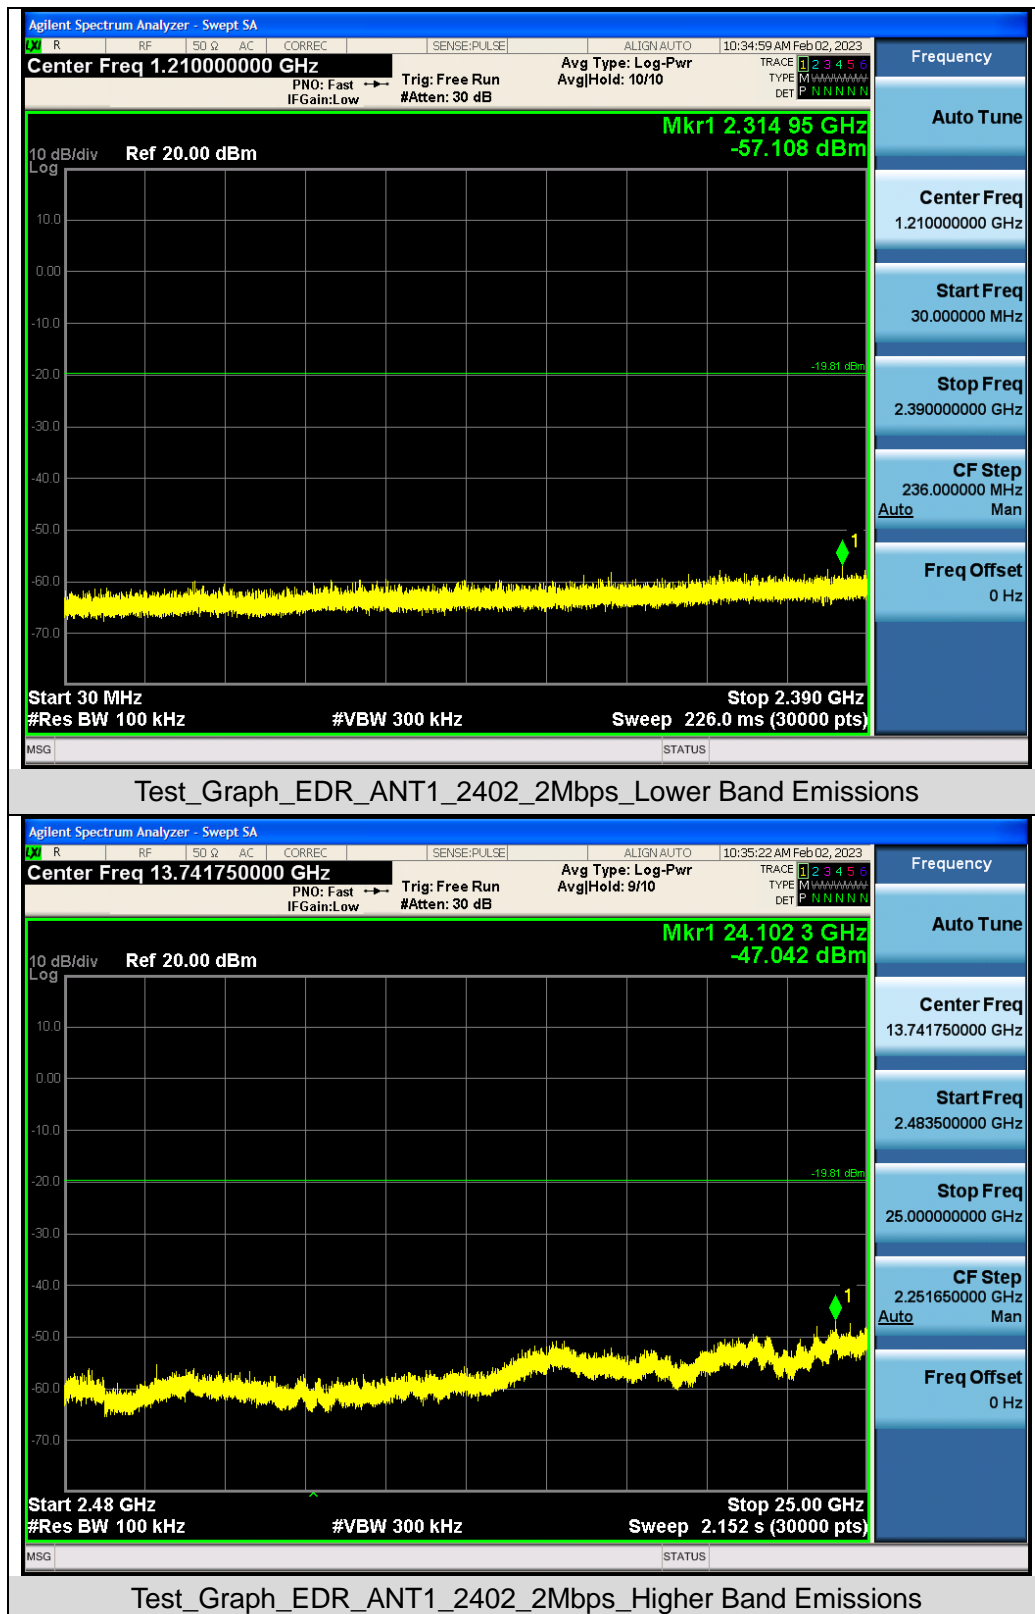 Agilent Spectrum Analyzer - Swept SA
LXI R RF 50 Ω AC CORREC SENSE:PULSE ALIGN AUTO 10:34:59 AM Feb 02, 2023
Center Freq 1.210000000 GHz
PNO: Fast
IFGain:Low
Trig: Free Run
#Atten: 30 dB
Avg Type: Log-Pwr
Avg|Hold: 10/10
TRACE 1 2 3 4 5 6
TYPE M
DET P N N N N N
Mkr1 2.314 95 GHz
-57.108 dBm
10 dB/div Ref 20.00 dBm
Log
10.0
0.00
-10.0
-20.0
-30.0
-40.0
-50.0
-60.0
-70.0
-19.81 dBm
1
Start 30 MHz Stop 2.390 GHz
#Res BW 100 kHz #VBW 300 kHz Sweep 226.0 ms (30000 pts)
MSG STATUS
Frequency
Auto Tune
Center Freq
1.210000000 GHz
Start Freq
30.000000 MHz
Stop Freq
2.390000000 GHz
CF Step
236.000000 MHz
Auto Man
Freq Offset
0 Hz
Test_Graph_EDR_ANT1_2402_2Mbps_Lower Band Emissions
Agilent Spectrum Analyzer - Swept SA
LXI R RF 50 Ω AC CORREC SENSE:PULSE ALIGN AUTO 10:35:22 AM Feb 02, 2023
Center Freq 13.741750000 GHz
PNO: Fast
IFGain:Low
Trig: Free Run
#Atten: 30 dB
Avg Type: Log-Pwr
Avg|Hold: 9/10
TRACE 1 2 3 4 5 6
TYPE M
DET P N N N N N
Mkr1 24.102 3 GHz
-47.042 dBm
10 dB/div Ref 20.00 dBm
Log
10.0
0.00
-10.0
-20.0
-30.0
-40.0
-50.0
-60.0
-70.0
-19.81 dBm
1
Start 2.48 GHz Stop 25.00 GHz
#Res BW 100 kHz #VBW 300 kHz Sweep 2.152 s (30000 pts)
MSG STATUS
Frequency
Auto Tune
Center Freq
13.741750000 GHz
Start Freq
2.483500000 GHz
Stop Freq
25.000000000 GHz
CF Step
2.251650000 GHz
Auto Man
Freq Offset
0 Hz
Test_Graph_EDR_ANT1_2402_2Mbps_Higher Band Emissions